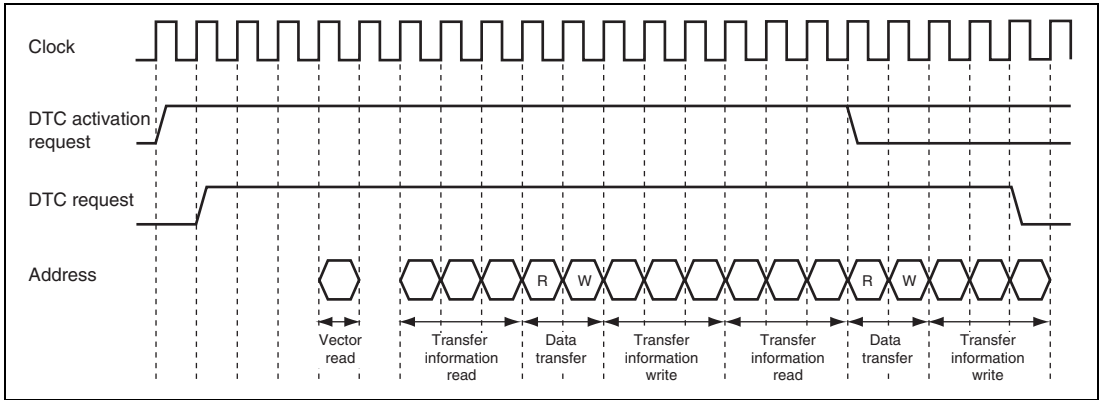 Clock
DTC activation
request
DTC request
Address
R W R W
Vector
read
Transfer
information
read
Data
transfer
Transfer
information
write
Transfer
information
read
Data
transfer
Transfer
information
write